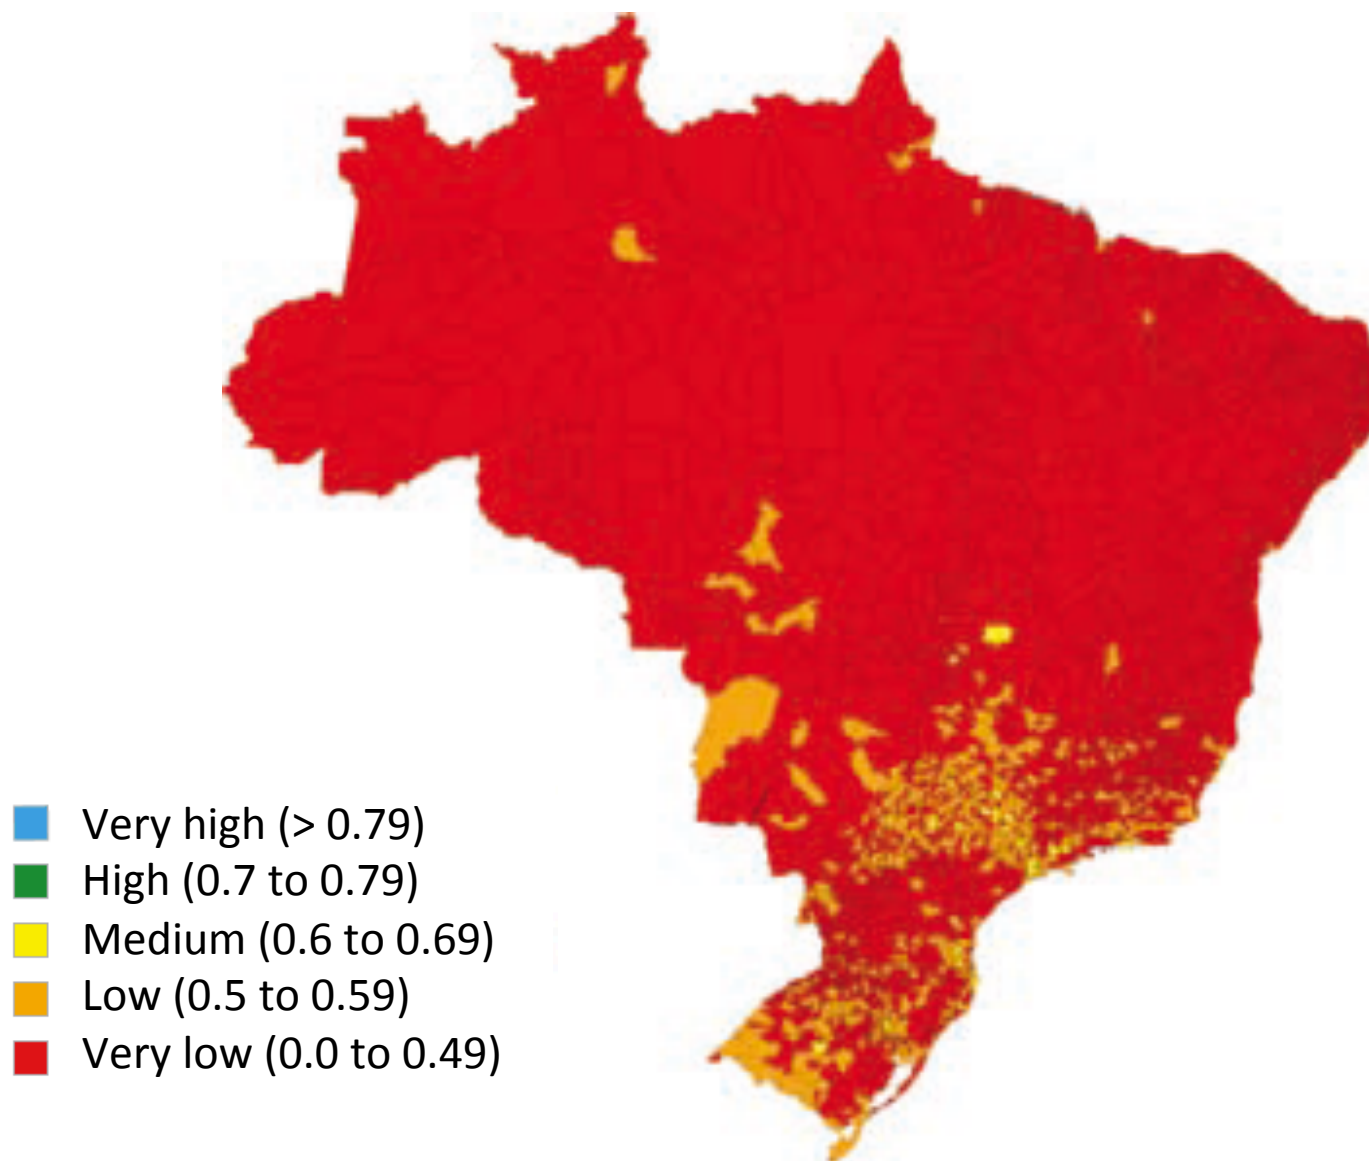 Very high (> 0.79)
High (0.7 to 0.79)
Medium (0.6 to 0.69)
Low (0.5 to 0.59)
Very low (0.0 to 0.49)